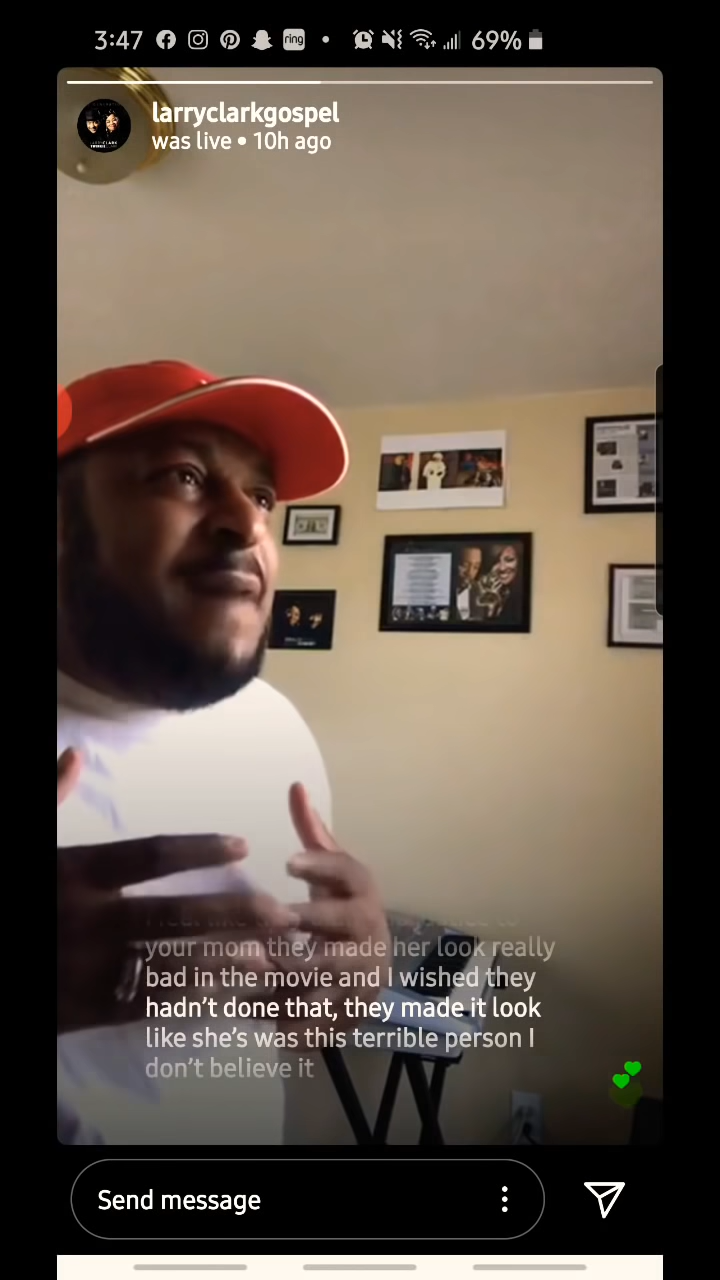 3:47 ring • 69%
larryclarkgospel
was live • 10h ago
your mom they made her look really
bad in the movie and I wished they
hadn't done that, they made it look
like she's was this terrible person I
don't believe it
Send message